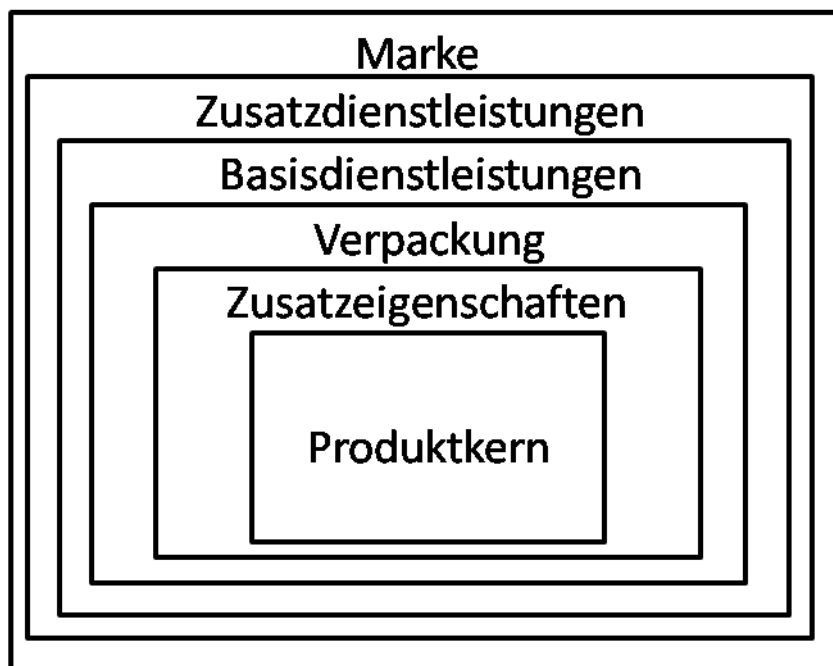 Marke
Zusatzdienstleistungen
Basisdienstleistungen
Verpackung
Zusatzeigenschaften
Produktkern